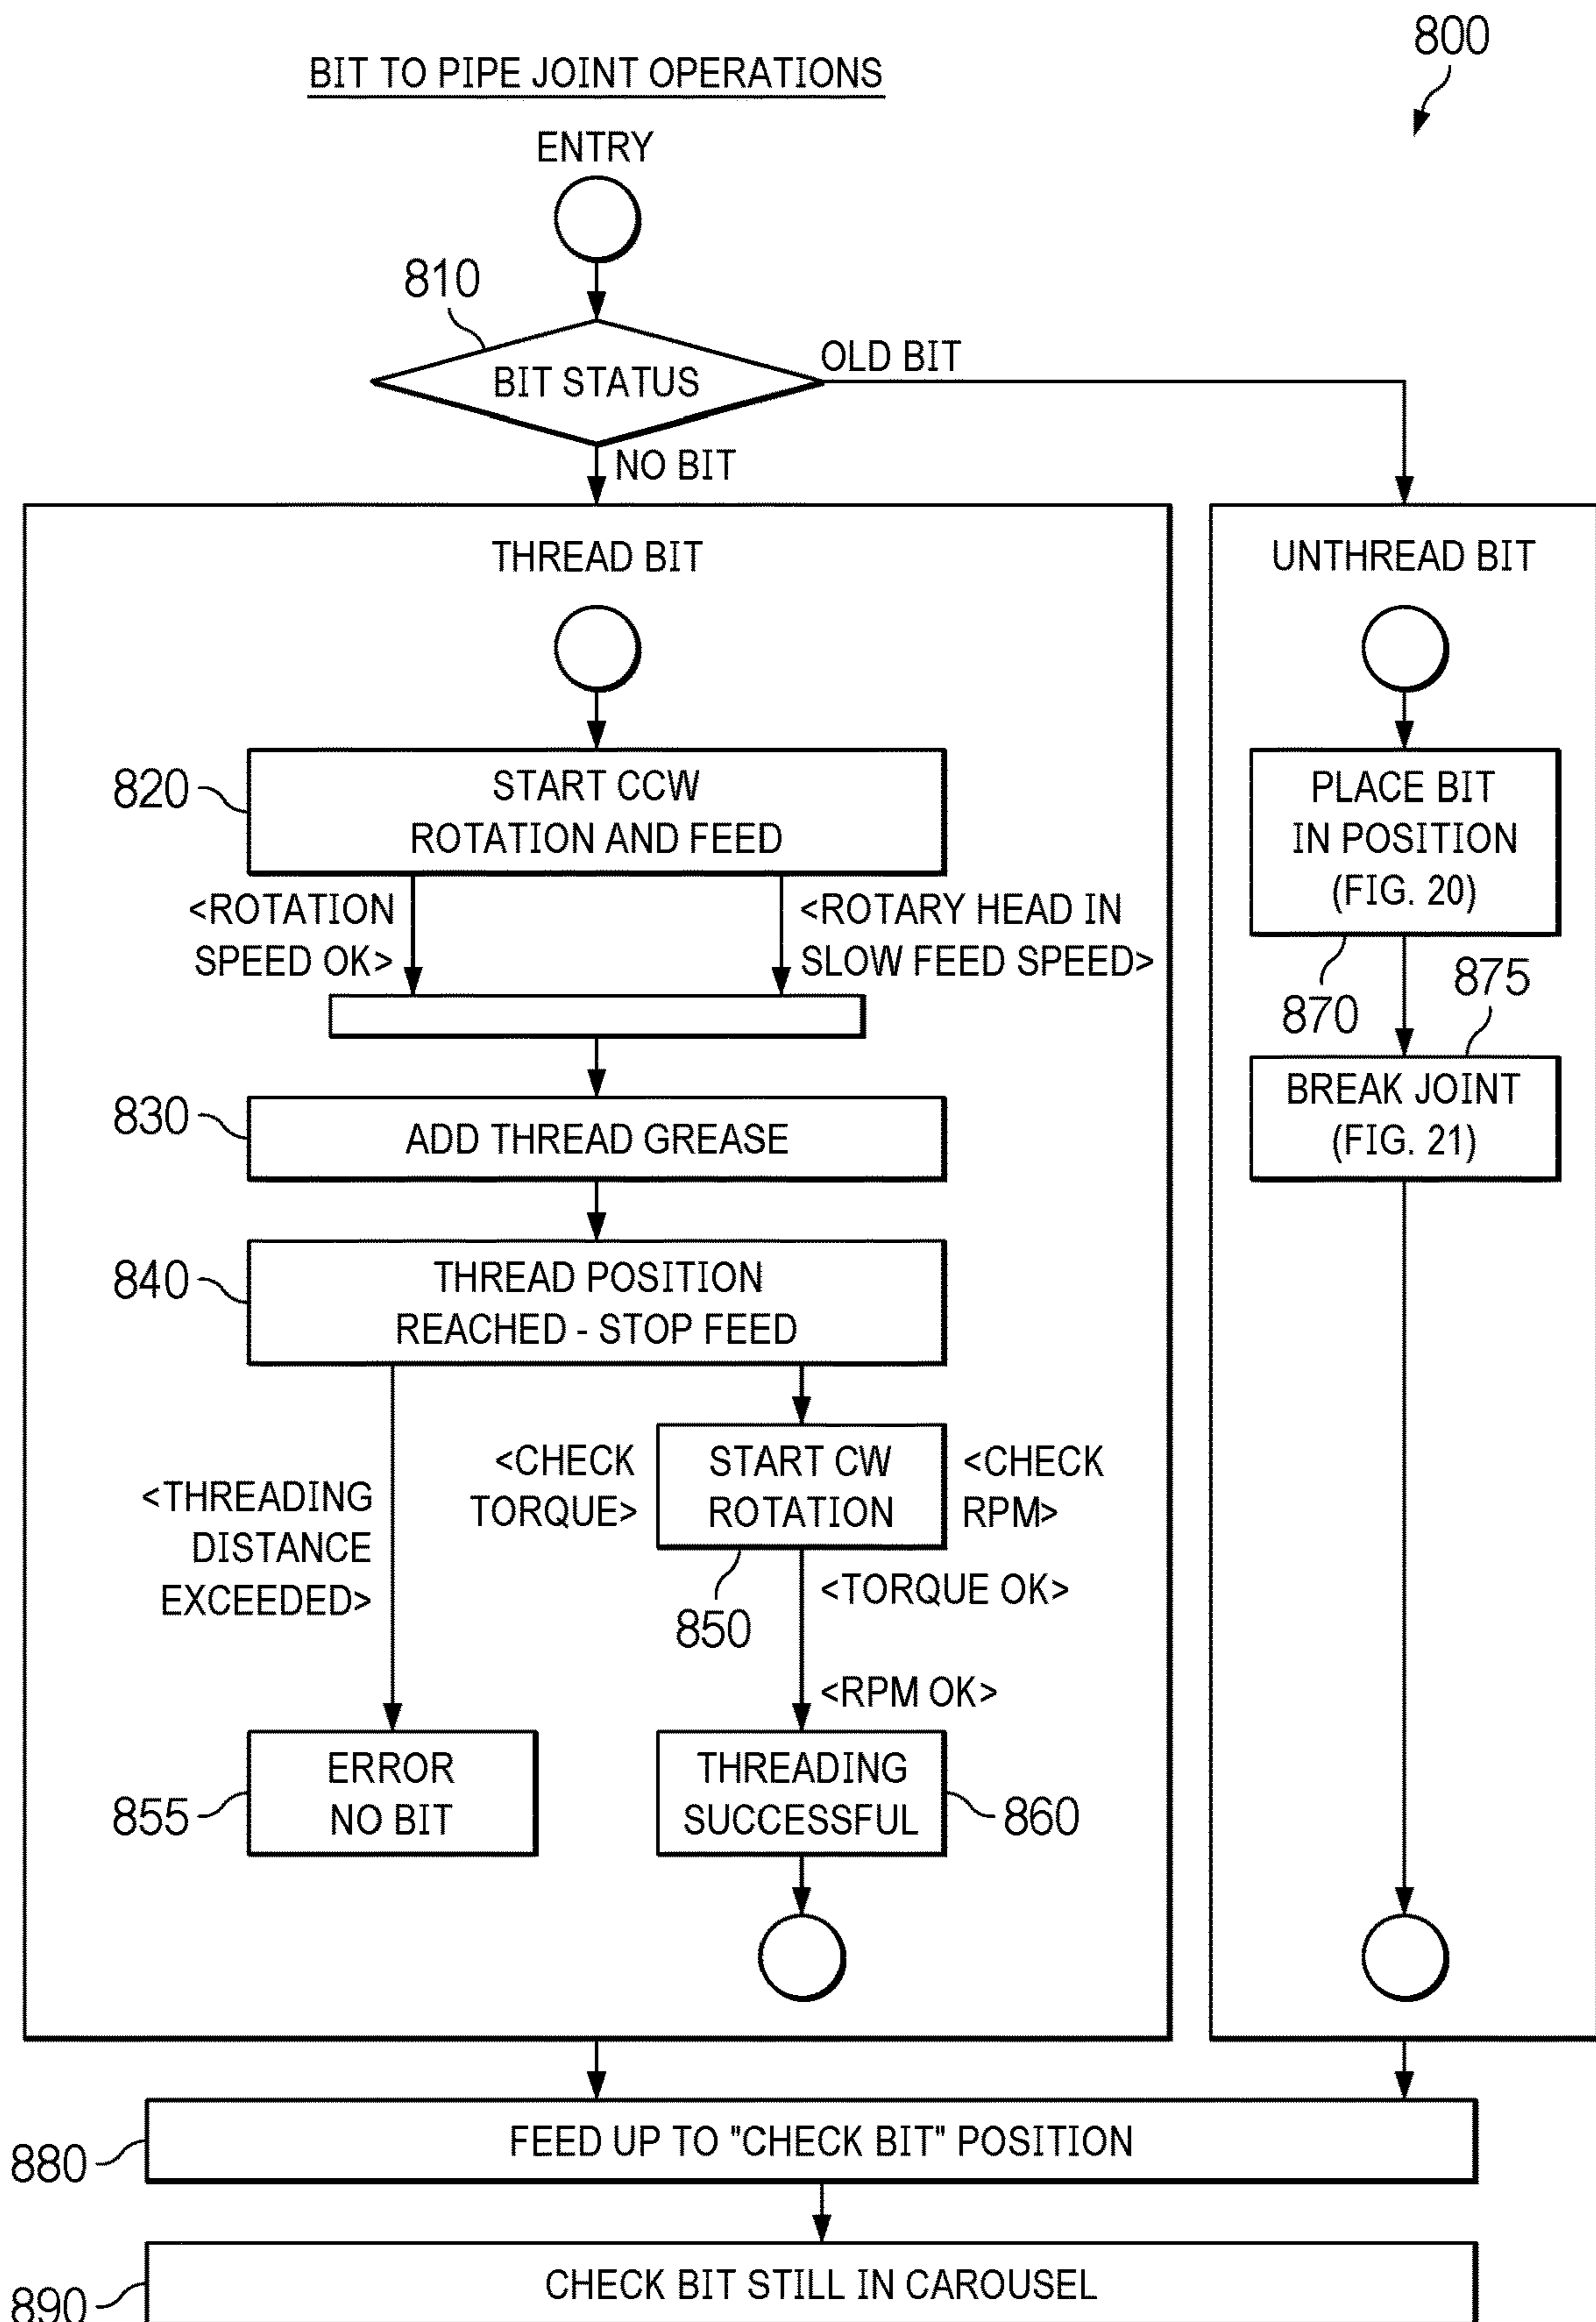 800
BIT TO PIPE JOINT OPERATIONS
ENTRY
810
BIT STATUS
OLD BIT
NO BIT
THREAD BIT
820
START CCW
ROTATION AND FEED
<ROTATION
SPEED OK>
<ROTARY HEAD IN
SLOW FEED SPEED>
830
ADD THREAD GREASE
840
THREAD POSITION
REACHED - STOP FEED
<THREADING
DISTANCE
EXCEEDED>
<CHECK
TORQUE>
START CW
ROTATION
<CHECK
RPM>
850
<TORQUE OK>
<RPM OK>
855
ERROR
NO BIT
THREADING
SUCCESSFUL
860
UNTHREAD BIT
PLACE BIT
IN POSITION
(FIG. 20)
870
875
BREAK JOINT
(FIG. 21)
880
FEED UP TO "CHECK BIT" POSITION
890
CHECK BIT STILL IN CAROUSEL